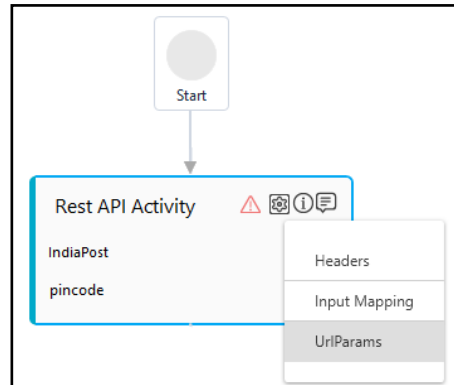 Start
Rest API Activity
IndiaPost
pincode
Headers
Input Mapping
UrlParams